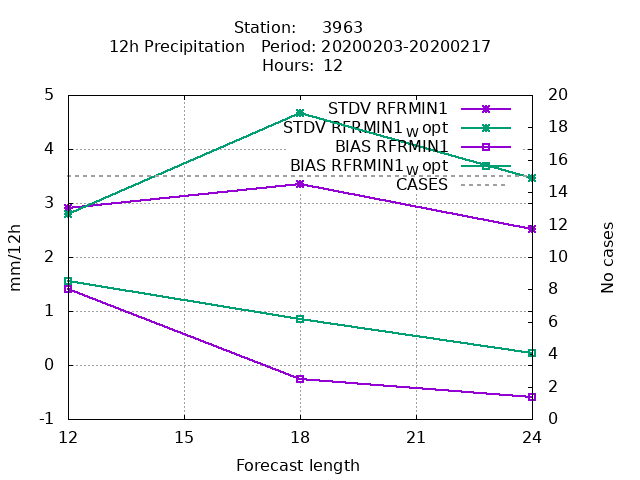 Station: 3963
12h Precipitation Period: 20200203-20200217
Hours: 12
5 20
STDV RFRMIN1
18
STDV RFRMIN1W opt
4 BIAS RFRMIN1
16
BIAS RFRMIN1W opt
CASES
14
3
12
2 10
1 8
6
0 4
2
-1 0
12 15 18 21 24
mm/12h
No cases
Forecast length